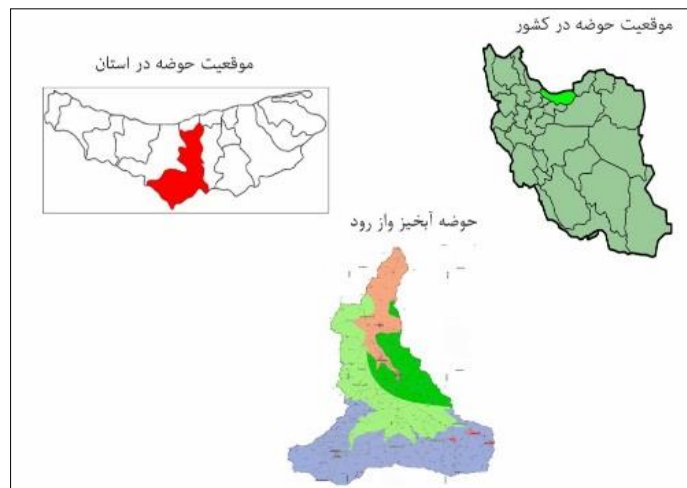 موقعیت حوضه در کشور
موقعیت حوضه در استان
حوضه آبخیز واز رود